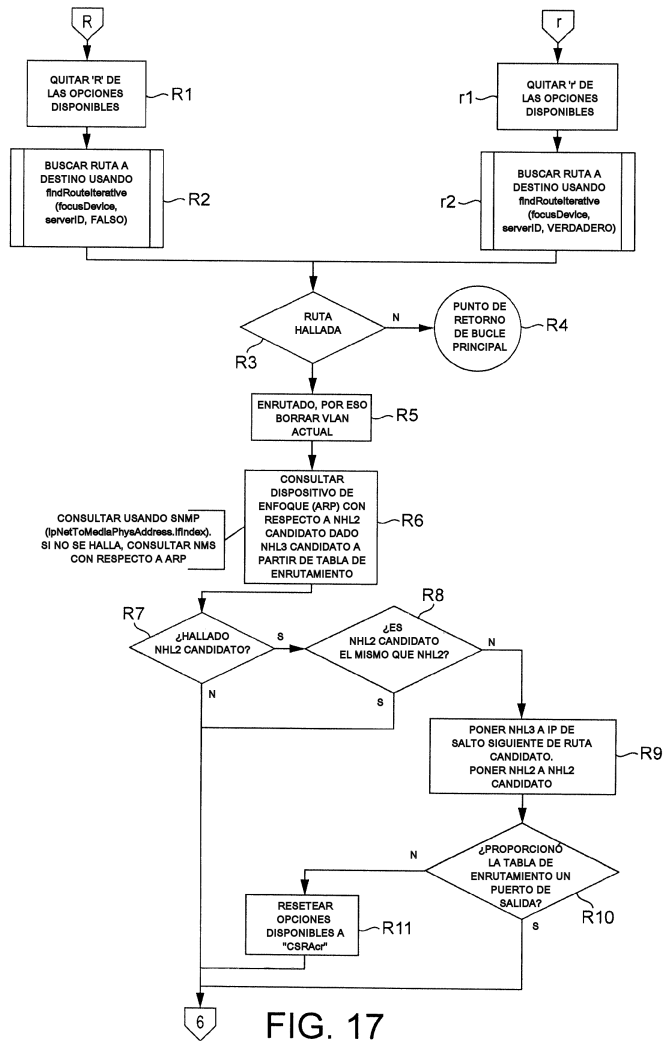 R
r
QUITAR 'R' DE
LAS OPCIONES
DISPONIBLES
R1
r1
QUITAR 'r' DE
LAS OPCIONES
DISPONIBLES
BUSCAR RUTA A
DESTINO USANDO
findRouteIterative
(focusDevice,
serverID, FALSO)
R2
r2
BUSCAR RUTA A
DESTINO USANDO
findRouteIterative
(focusDevice,
serverID, VERDADERO)
RUTA
HALLADA
R3
N
PUNTO DE
RETORNO
DE BUCLE
PRINCIPAL
R4
ENRUTADO, POR ESO
BORRAR VLAN
ACTUAL
R5
CONSULTAR USANDO SNMP
(ipNetToMediaPhysAddress.ifIndex).
SI NO SE HALLA, CONSULTAR NMS
CON RESPECTO A ARP
CONSULTAR
DISPOSITIVO DE
ENFOQUE (ARP) CON
RESPECTO A NHL2
CANDIDATO DADO
NHL3 CANDIDATO A
PARTIR DE TABLA DE
ENRUTAMIENTO
R6
R7
¿HALLADO
NHL2 CANDIDATO?
S
N
R8
¿ES
NHL2 CANDIDATO
EL MISMO QUE NHL2?
N
S
PONER NHL3 A IP DE
SALTO SIGUIENTE DE RUTA
CANDIDATO.
PONER NHL2 A NHL2
CANDIDATO
R9
¿PROPORCIONÓ
LA TABLA DE
ENRUTAMIENTO UN
PUERTO DE
SALIDA?
R10
N
S
RESETEAR
OPCIONES
DISPONIBLES A
"CSRAcr"
R11
6
FIG. 17